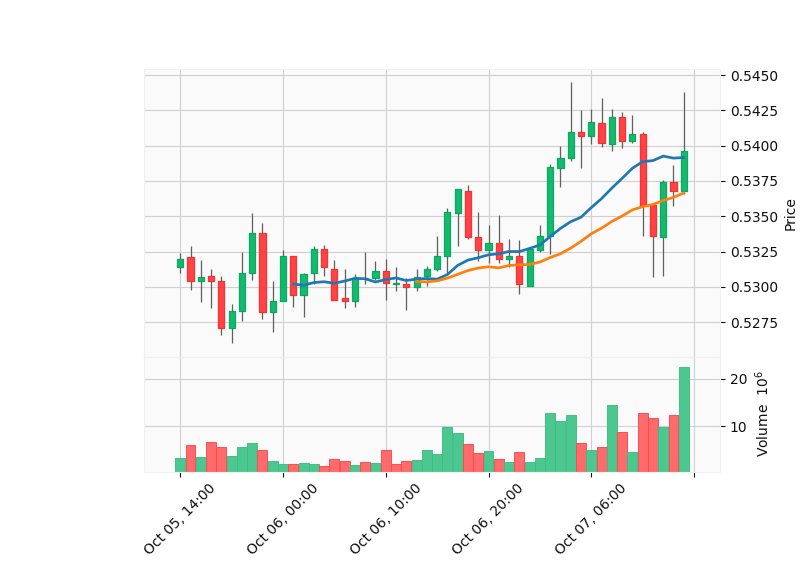 0.5450
0.5425
0.5400
0.5375
0.5350
0.5325
0.5300
0.5275
Price
20
10
Volume 10^6
Oct 05, 14:00
Oct 06, 00:00
Oct 06, 10:00
Oct 06, 20:00
Oct 07, 06:00